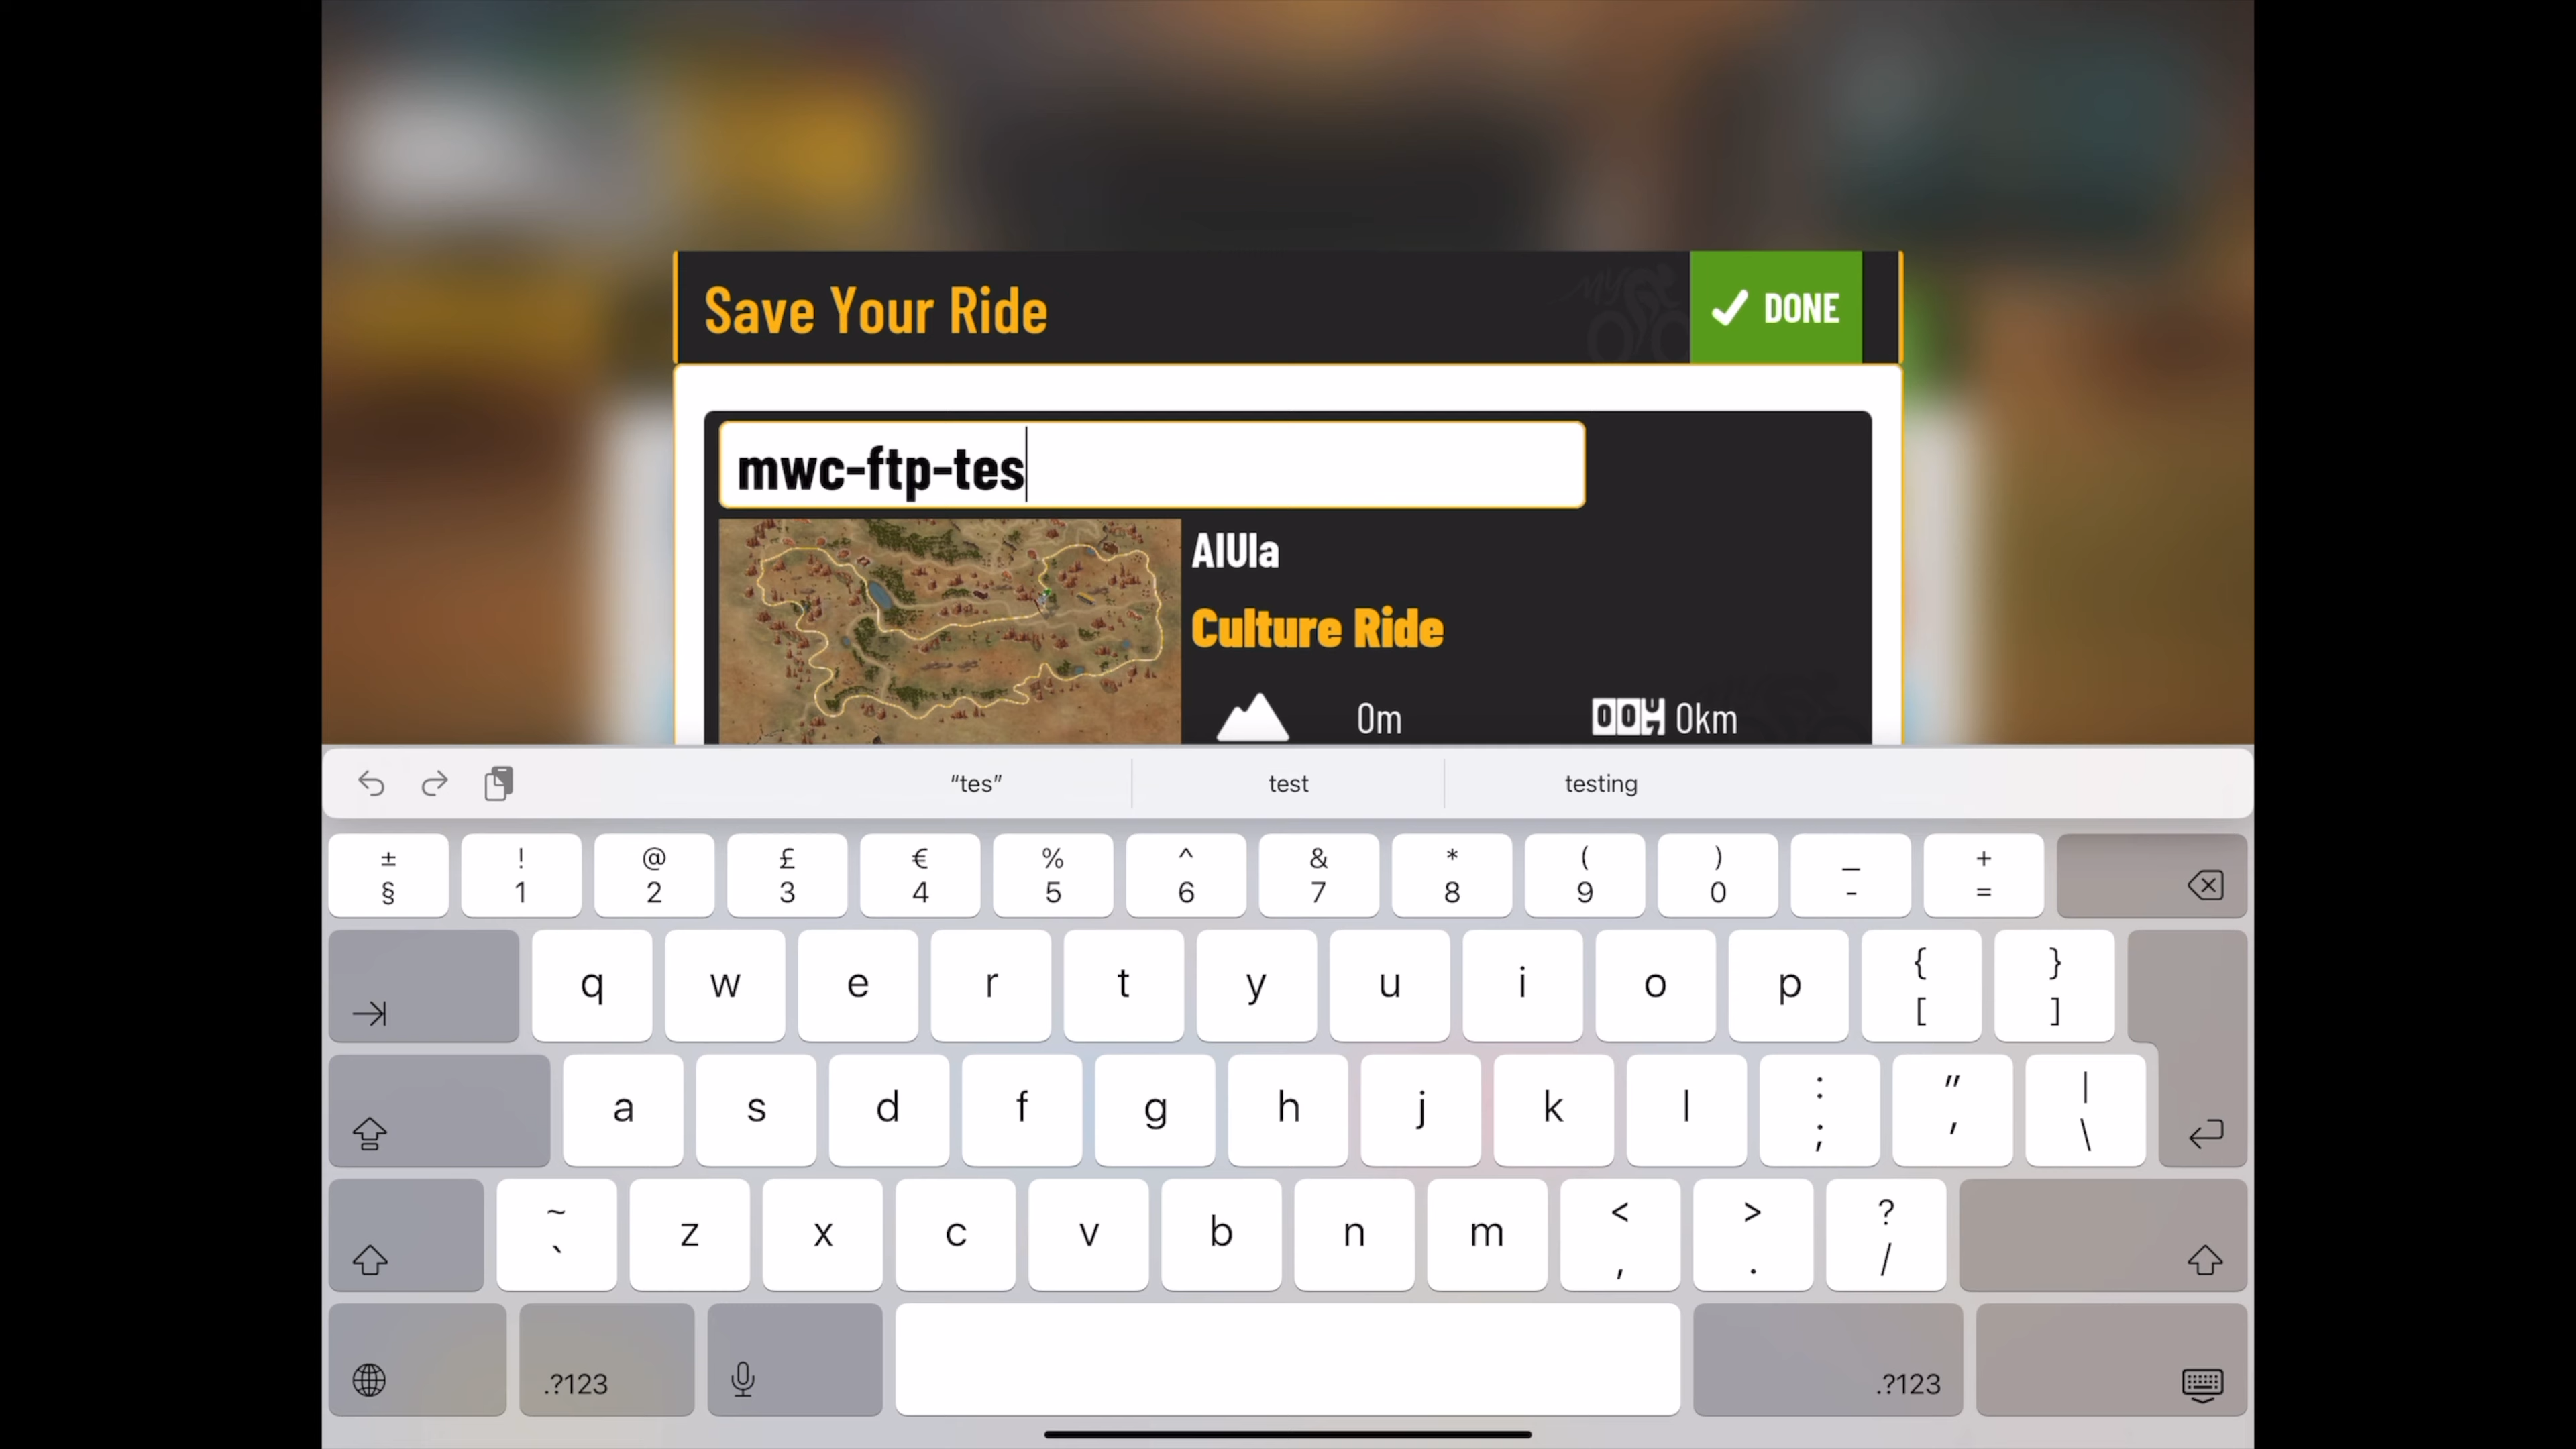 Save Your Ride
MY
DONE
mwc-ftp-tes
AlUla
Culture Ride
0m
0km
“tes”
test
testing
± ! @ £ € % ^ & * ( ) _ +
§ 1 2 3 4 5 6 7 8 9 0 - =
q w e r t y u i o p { }
[ ]
a s d f g h j k l : " |
; ' \
~ z x c v b n m < > ?
` , . /
.?123
.?123